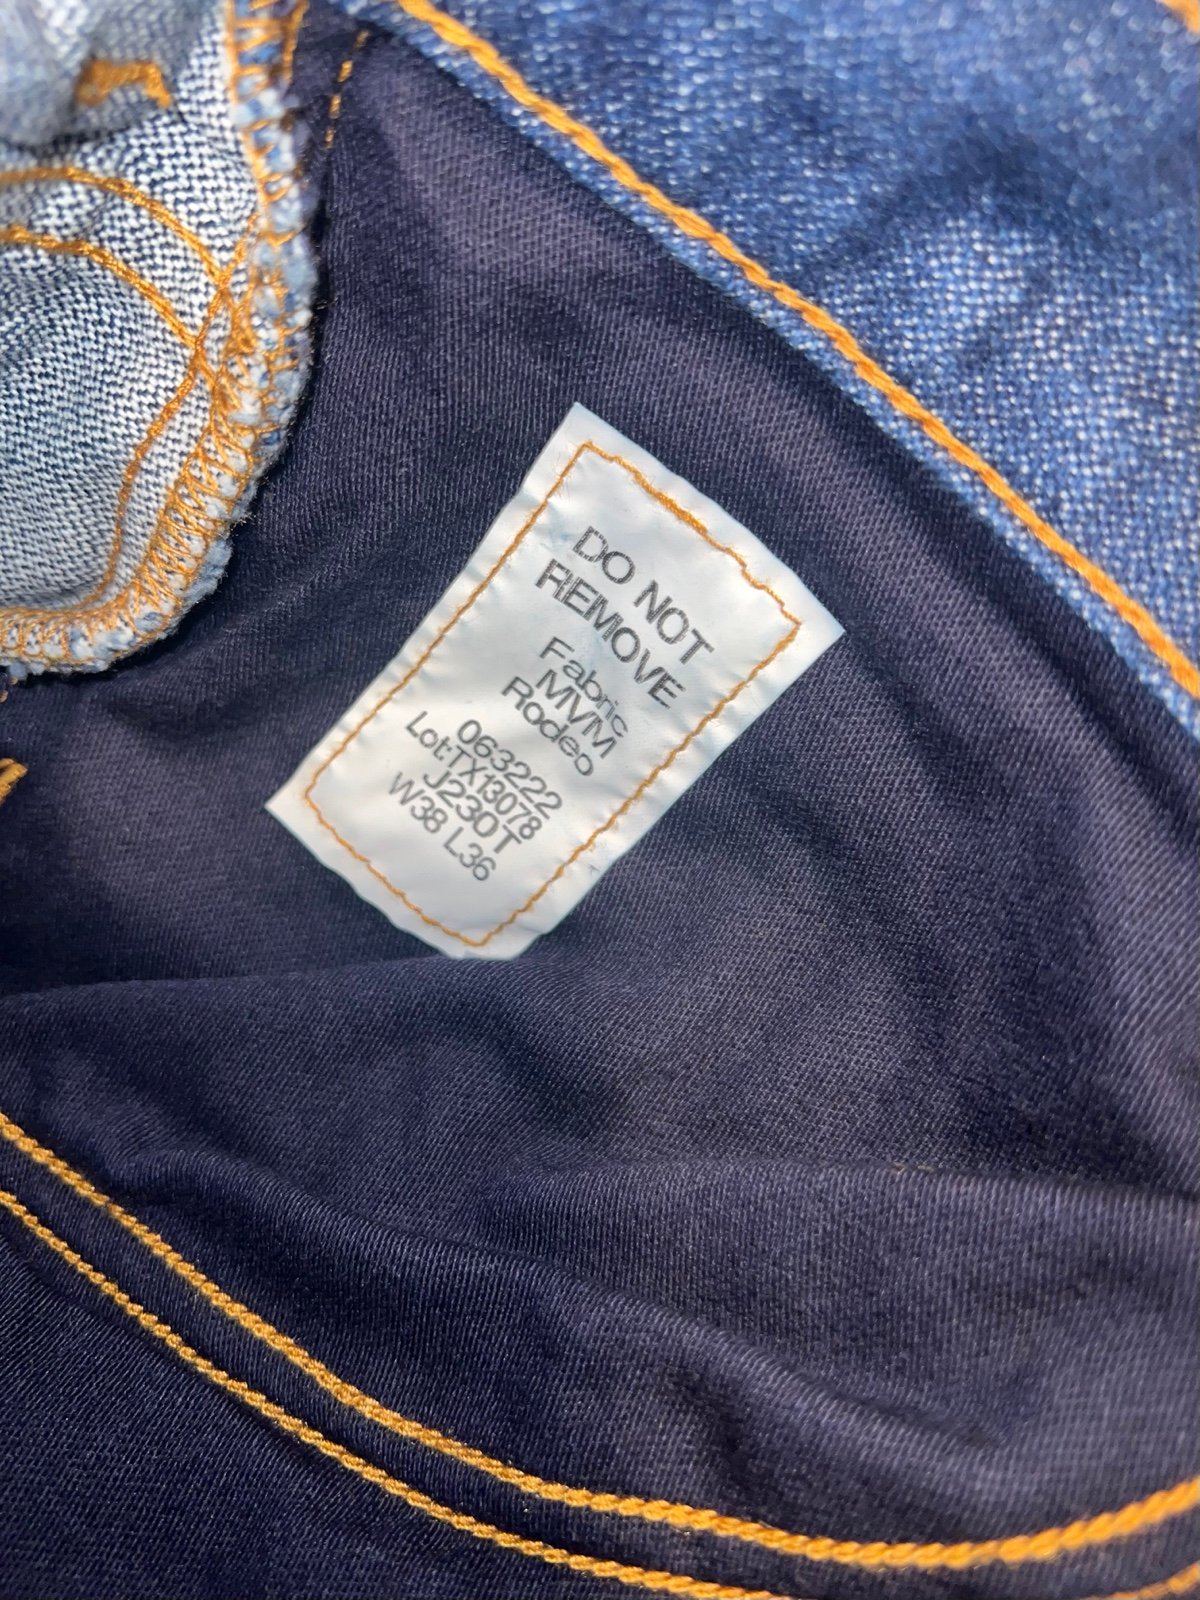 DO NOT
REMOVE
Fabric
MVM
Rodeo
063222
Lot:TX13078
J230T
W38 L36